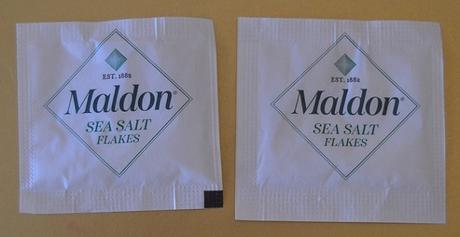 EST. 1882
Maldon®
SEA SALT
FLAKES
EST. 1882
Maldon®
SEA SALT
FLAKES